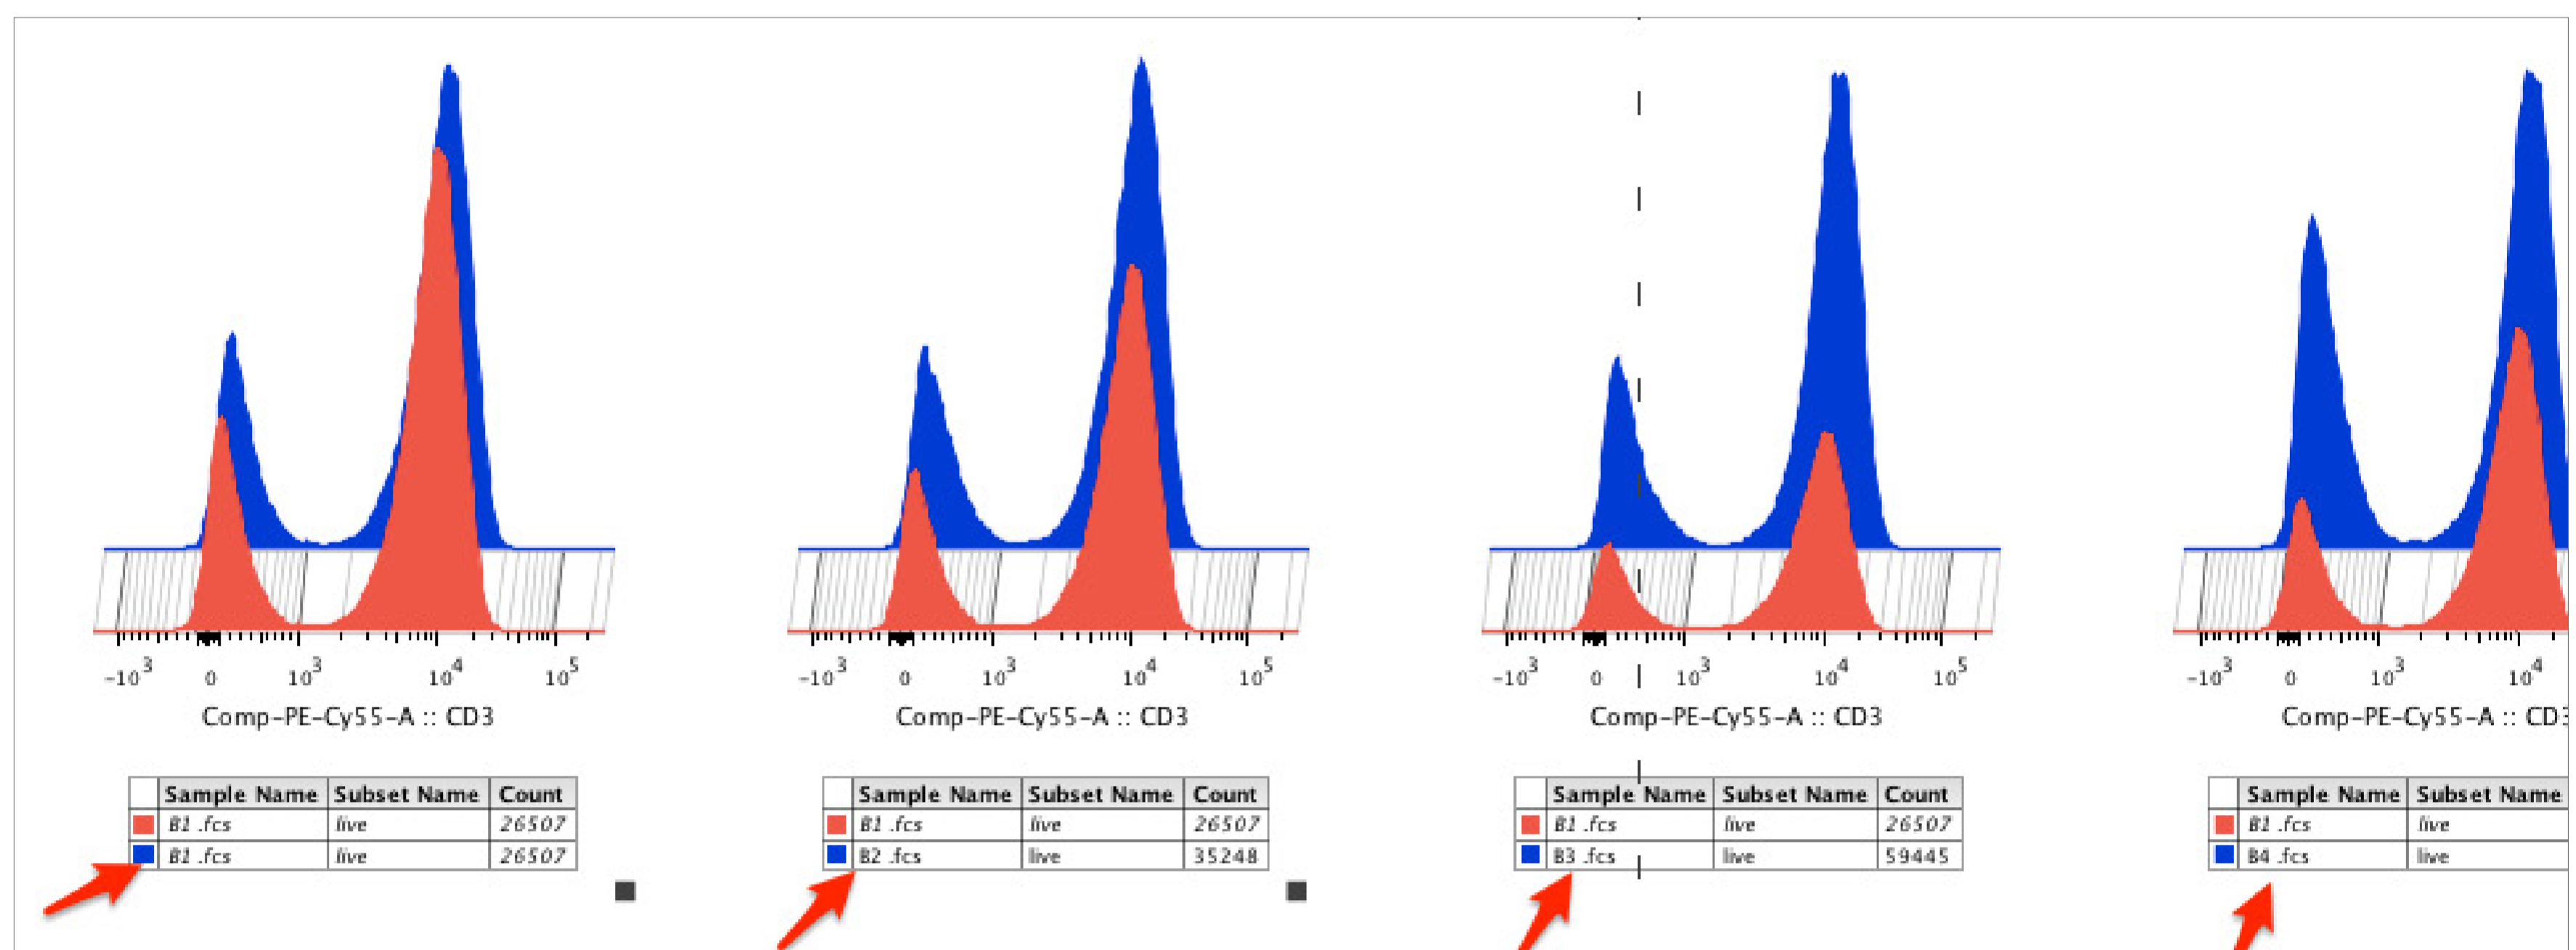 -10³ 0 10³ 10⁴ 10⁵
Comp-PE-Cy55-A :: CD3
Sample Name Subset Name Count
B1 .fcs live 26507
B1 .fcs live 26507
-10³ 0 10³ 10⁴ 10⁵
Comp-PE-Cy55-A :: CD3
Sample Name Subset Name Count
B1 .fcs live 26507
B2 .fcs live 35248
-10³ 0 10³ 10⁴ 10⁵
Comp-PE-Cy55-A :: CD3
Sample Name Subset Name Count
B1 .fcs live 26507
B3 .fcs live 59445
-10³ 0 10³ 10⁴
Comp-PE-Cy55-A :: CD3
Sample Name Subset Name
B1 .fcs live
B4 .fcs live